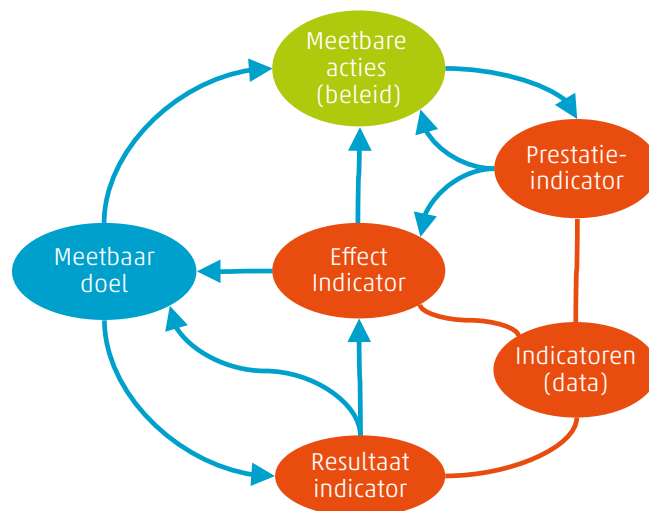 Meetbare
acties
(beleid)
Prestatie-
indicator
Meetbaar
doel
Effect
Indicator
Indicatoren
(data)
Resultaat
indicator